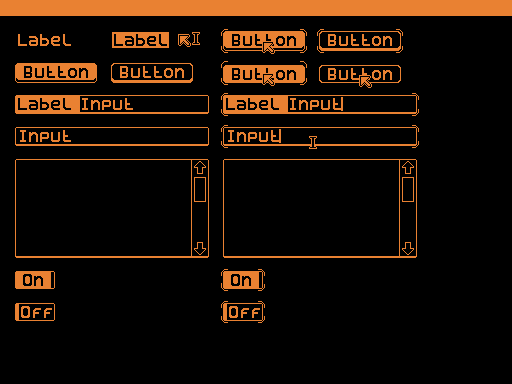 Label Label Button Button
Button Button Button Button
Label Input Label Input
Input Input
On On
Off Off